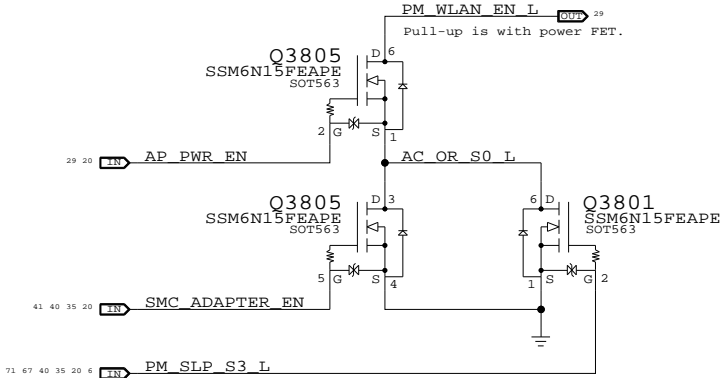 PM_WLAN_EN_L
OUT 29
Pull-up is with power FET.
Q3805
SSM6N15FEAPE
SOT563
D 6
2 G S 1
29 20 IN AP_PWR_EN
AC_OR_S0_L
Q3805
SSM6N15FEAPE
SOT563
D 3
5 G S 4
6 D
Q3801
SSM6N15FEAPE
SOT563
1 S G 2
41 40 35 20 IN SMC_ADAPTER_EN
71 67 40 35 20 6 IN PM_SLP_S3_L